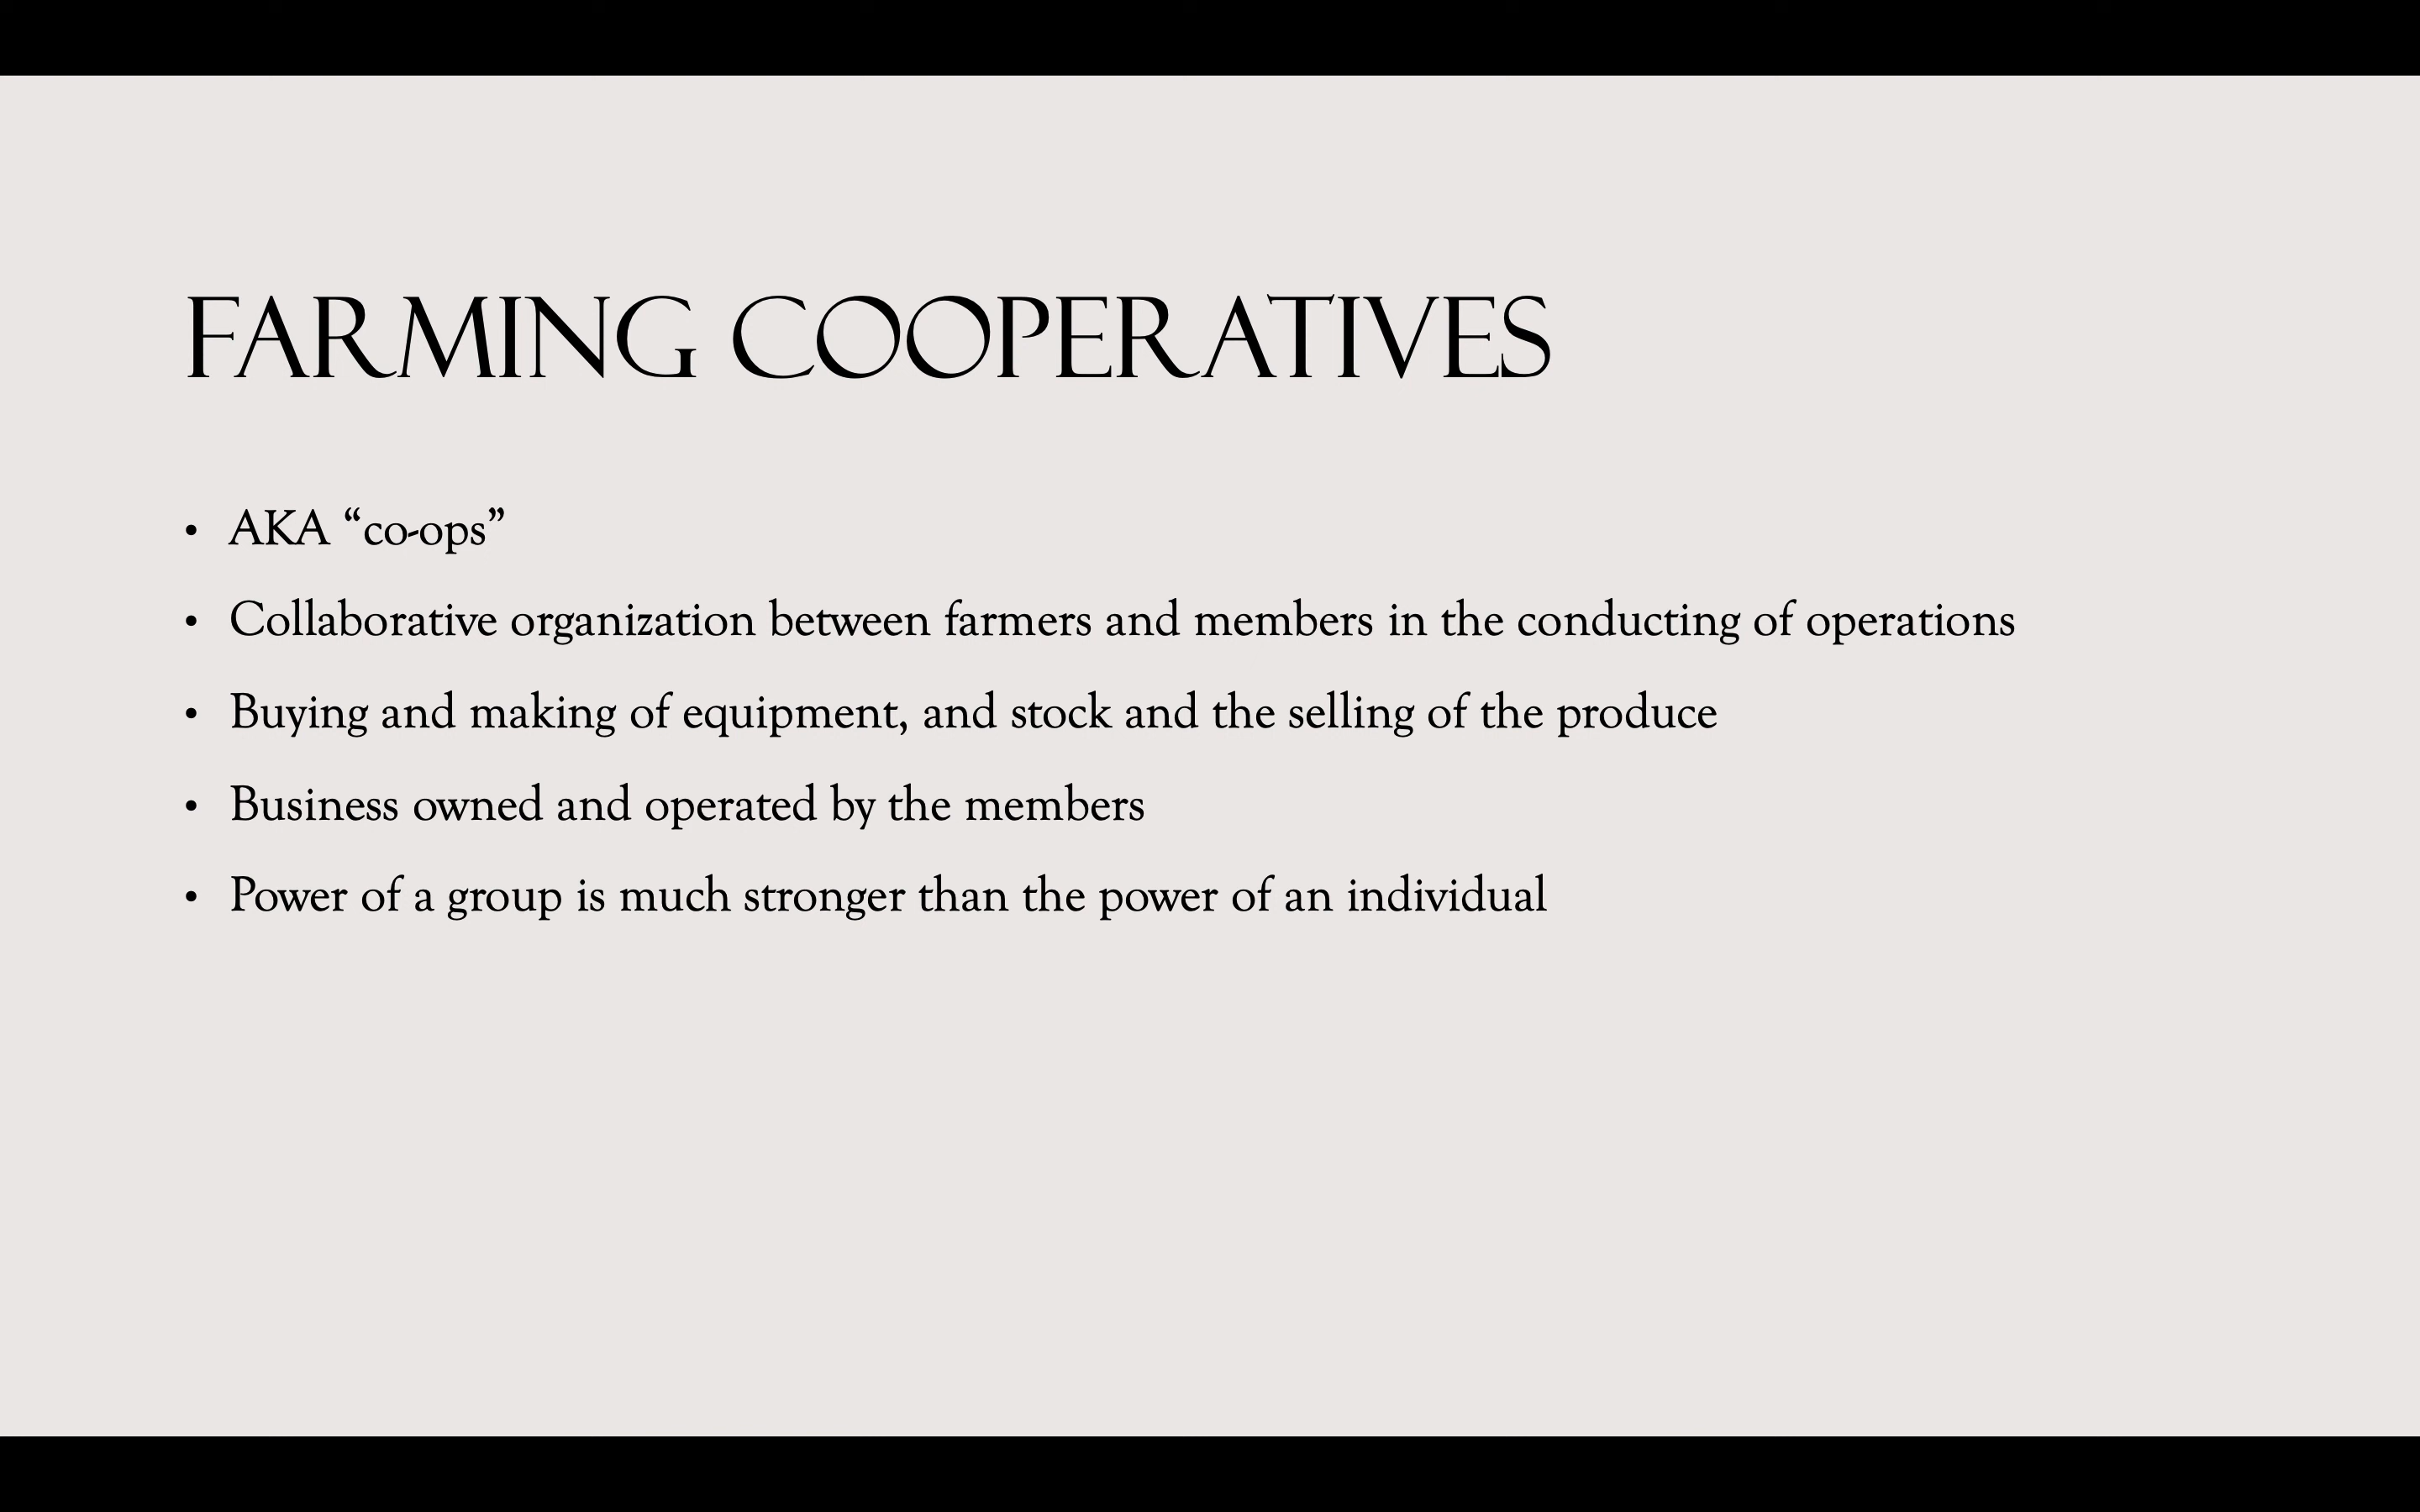 FARMING COOPERATIVES
• AKA “co-ops”
• Collaborative organization between farmers and members in the conducting of operations
• Buying and making of equipment, and stock and the selling of the produce
• Business owned and operated by the members
• Power of a group is much stronger than the power of an individual